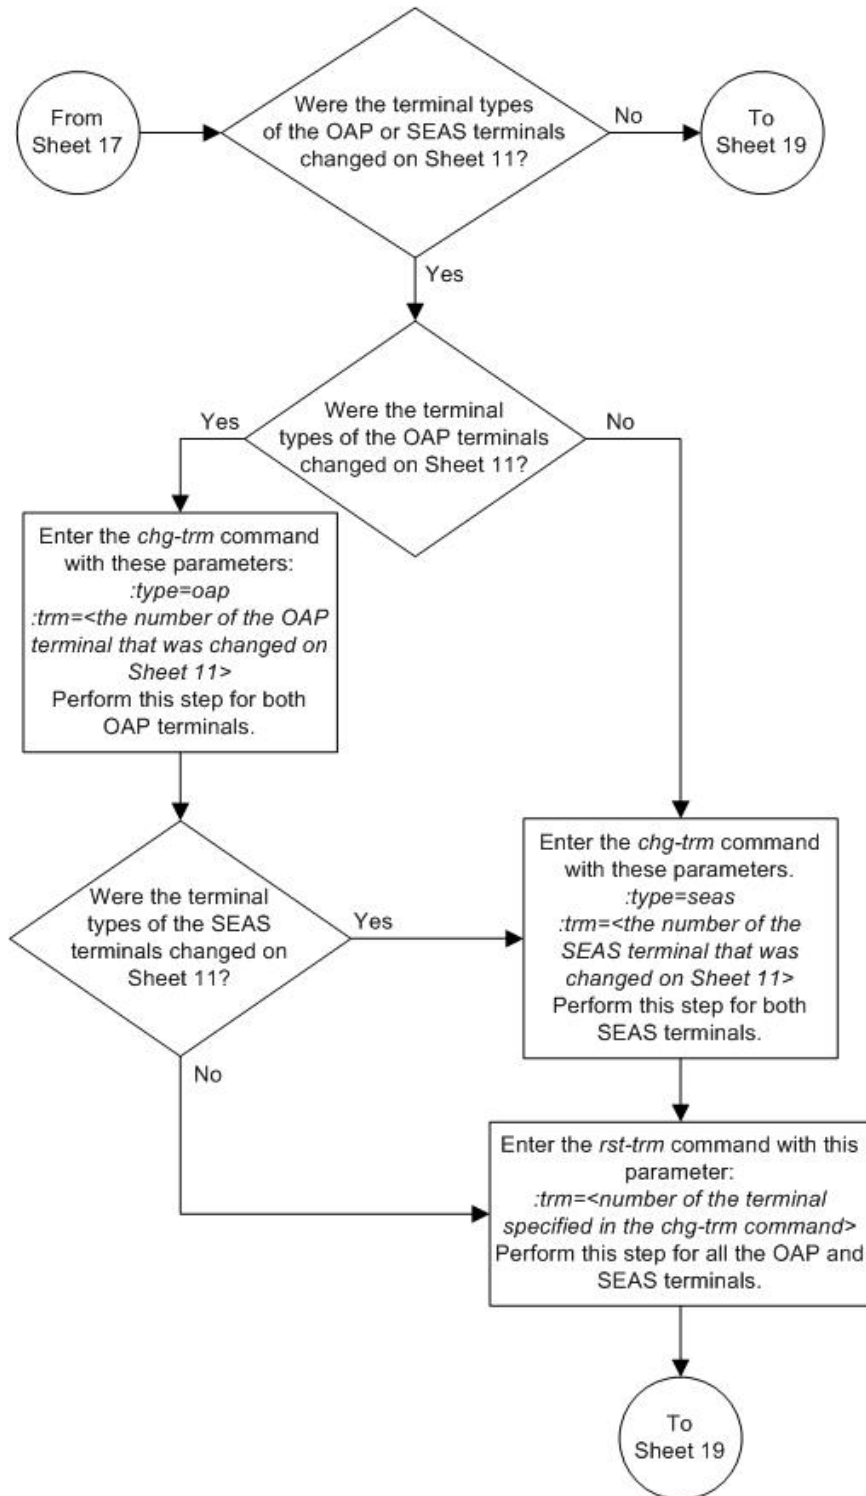 From
Sheet 17
Were the terminal types
of the OAP or SEAS terminals
changed on Sheet 11?
No
To
Sheet 19
Yes
Were the terminal
types of the OAP terminals
changed on Sheet 11?
Yes
No
Enter the chg-trm command
with these parameters:
:type=oap
:trm=<the number of the OAP
terminal that was changed on
Sheet 11>
Perform this step for both
OAP terminals.
Were the terminal
types of the SEAS
terminals changed on
Sheet 11?
Yes
No
Enter the chg-trm command
with these parameters.
:type=seas
:trm=<the number of the
SEAS terminal that was
changed on Sheet 11>
Perform this step for both
SEAS terminals.
Enter the rst-trm command with this
parameter:
:trm=<number of the terminal
specified in the chg-trm command>
Perform this step for all the OAP and
SEAS terminals.
To
Sheet 19